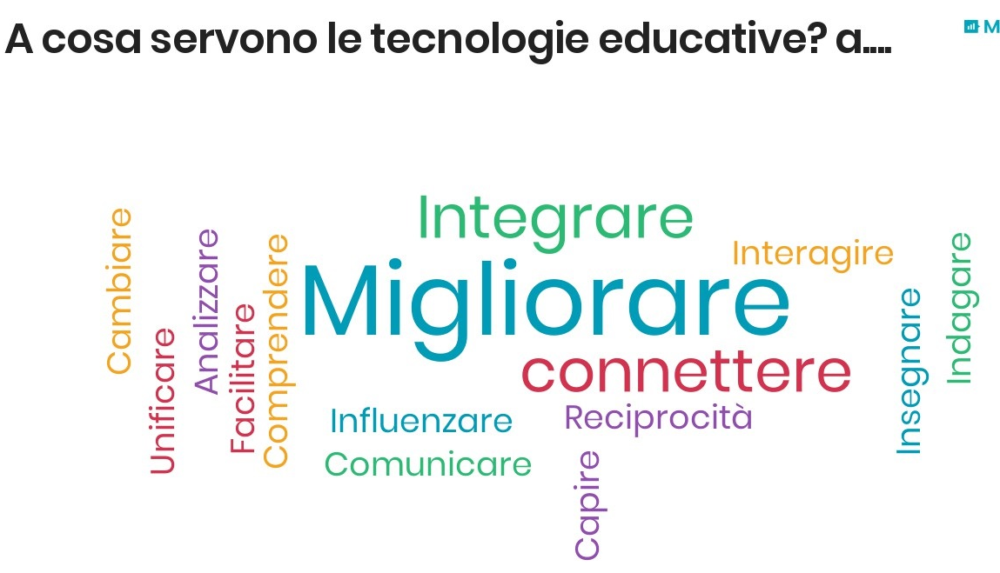 A cosa servono le tecnologie educative? a....
M
Integrare
Interagire
Migliorare
connettere
Influenzare
Reciprocità
Comunicare
Cambiare
Unificare
Analizzare
Facilitare
Comprendere
Capire
Insegnare
Indagare